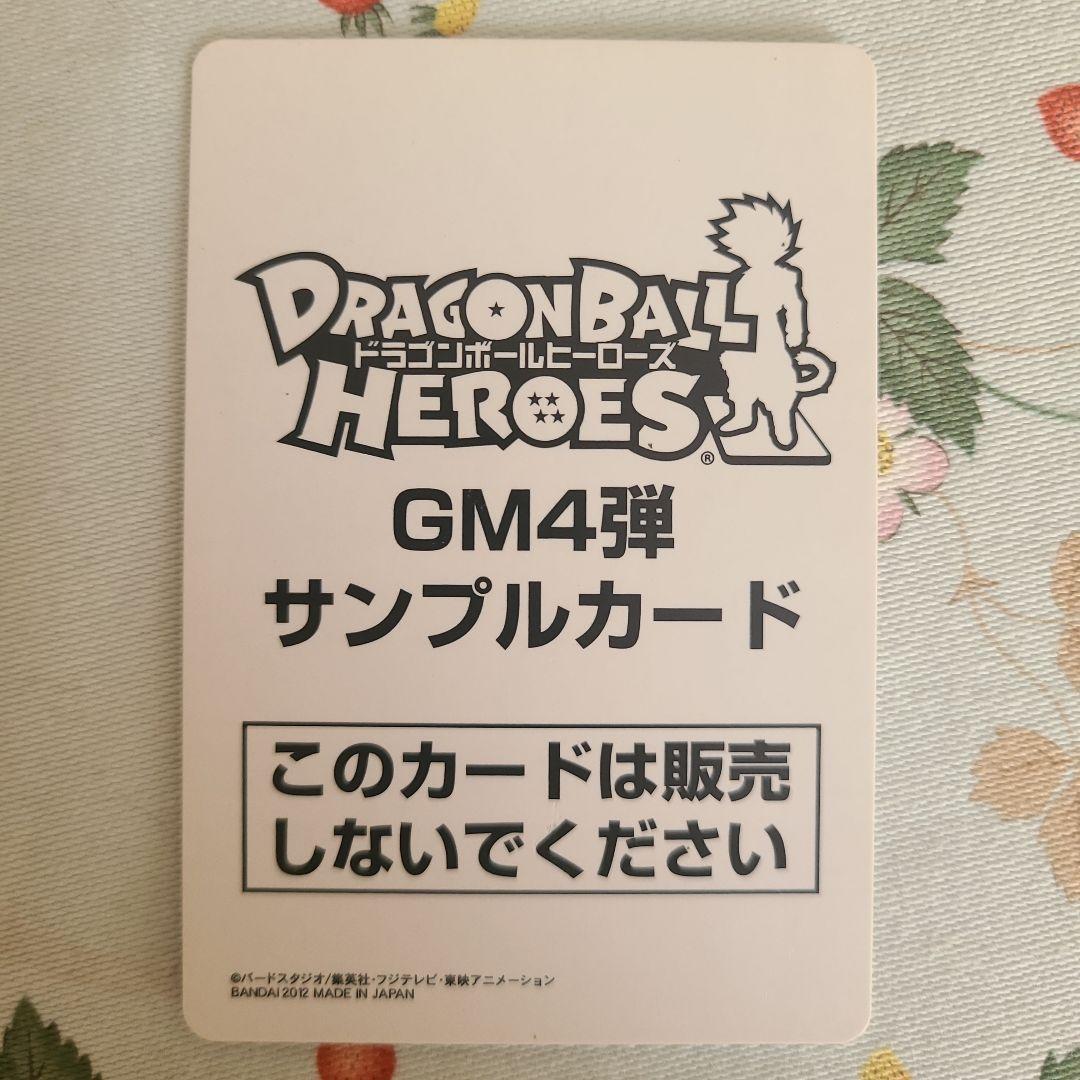 DRAGON BALL
ドラゴンボールヒーローズ
HEROES®
GM4弾
サンプルカード
このカードは販売
しないでください
©バードスタジオ/集英社・フジテレビ・東映アニメーション
BANDAI 2012 MADE IN JAPAN